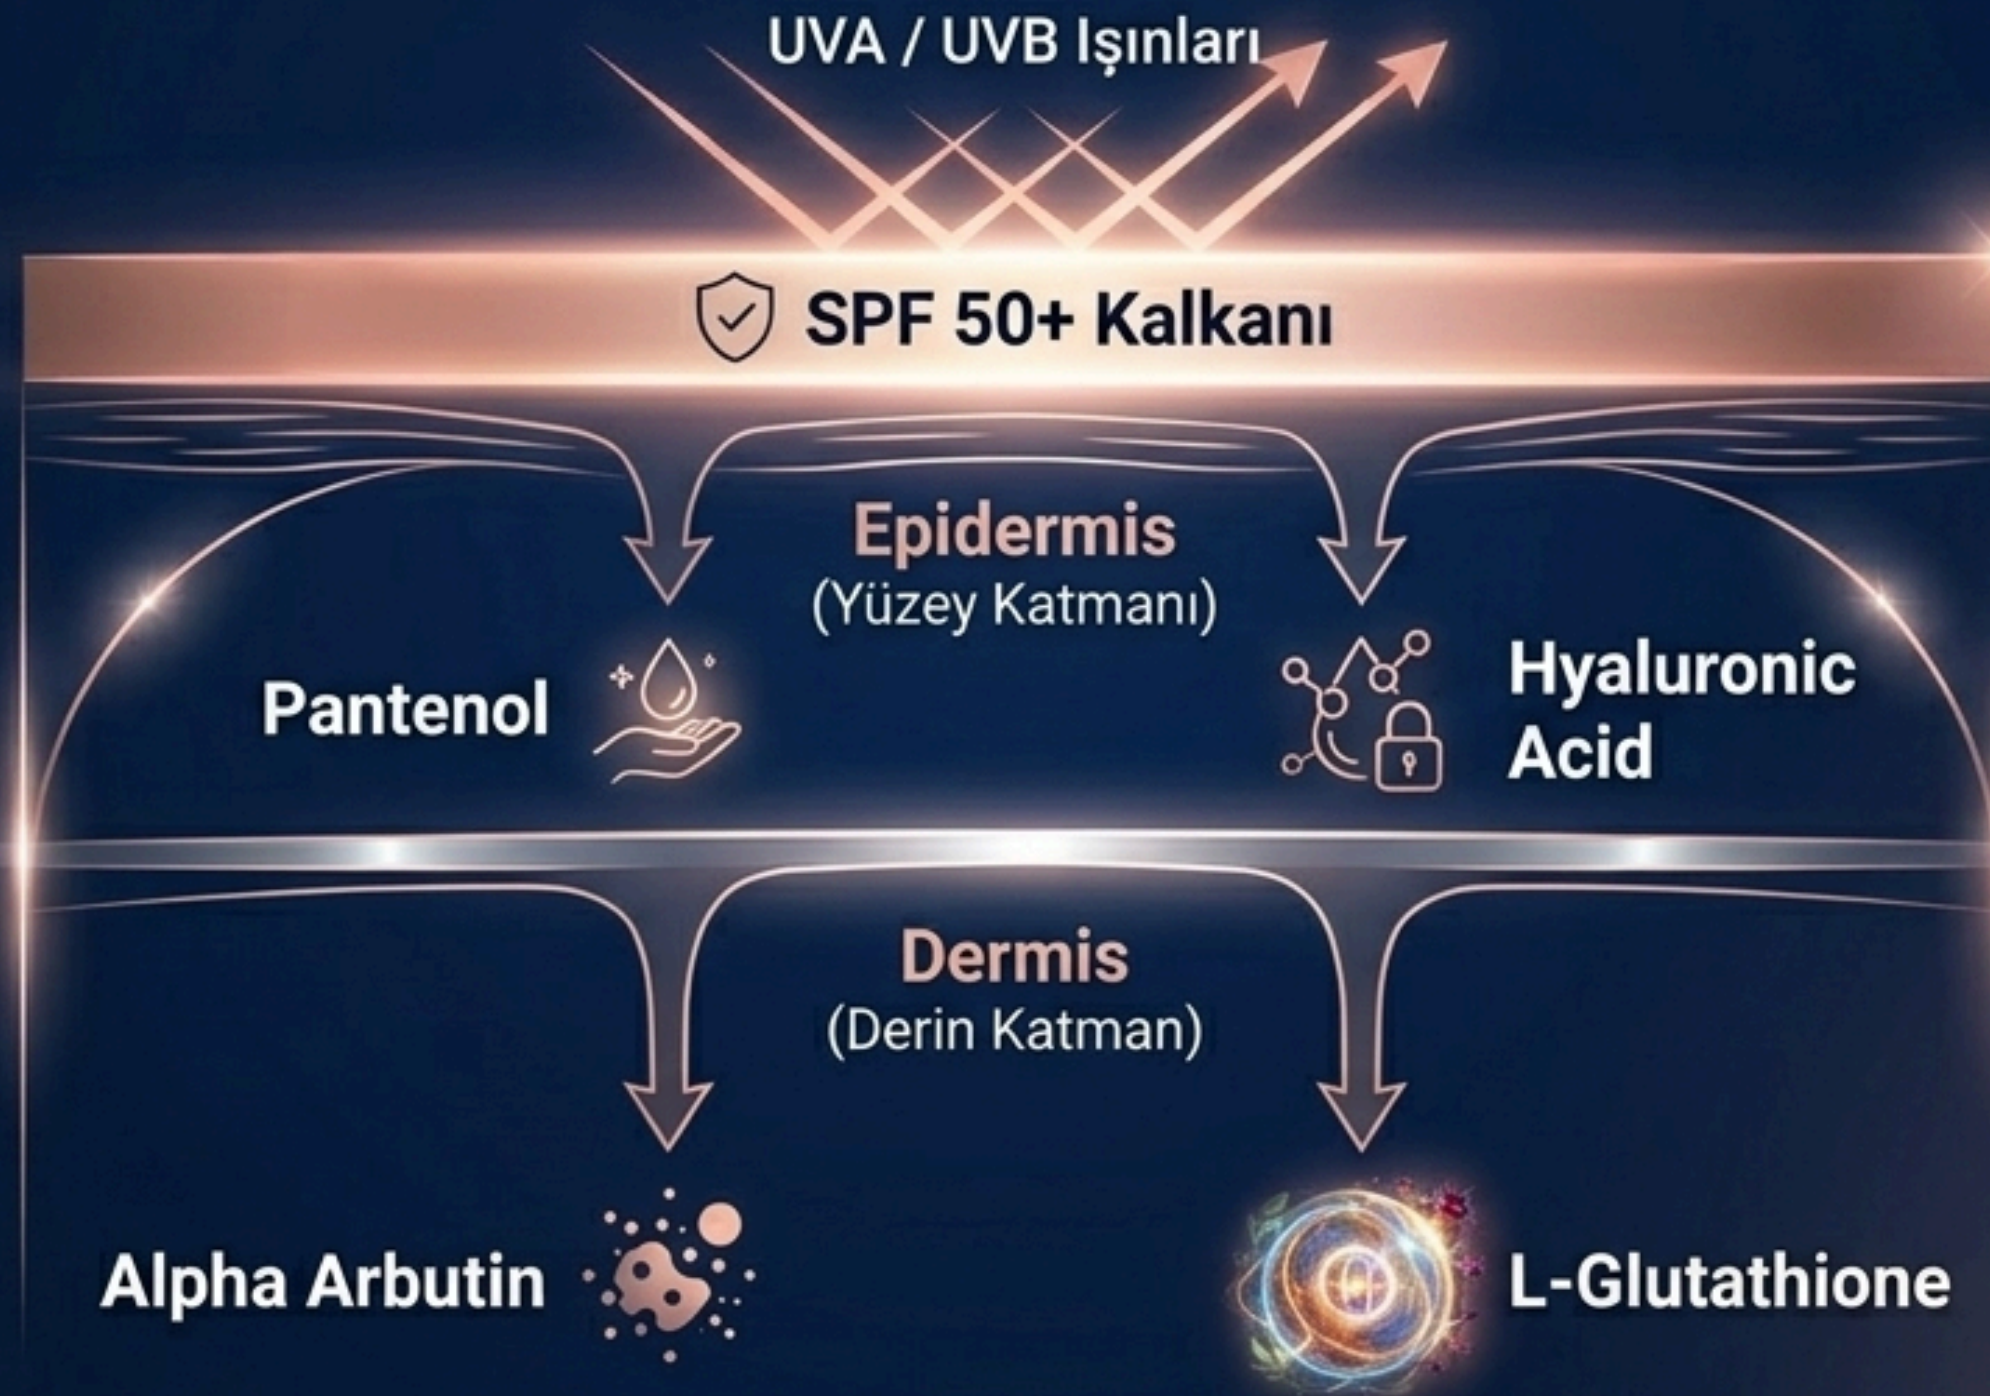 UVA / UVB Işınları
SPF 50+ Kalkanı
Epidermis
(Yüzey Katmanı)
Pantenol
Hyaluronic
Acid
Dermis
(Derin Katman)
Alpha Arbutin
L-Glutathione